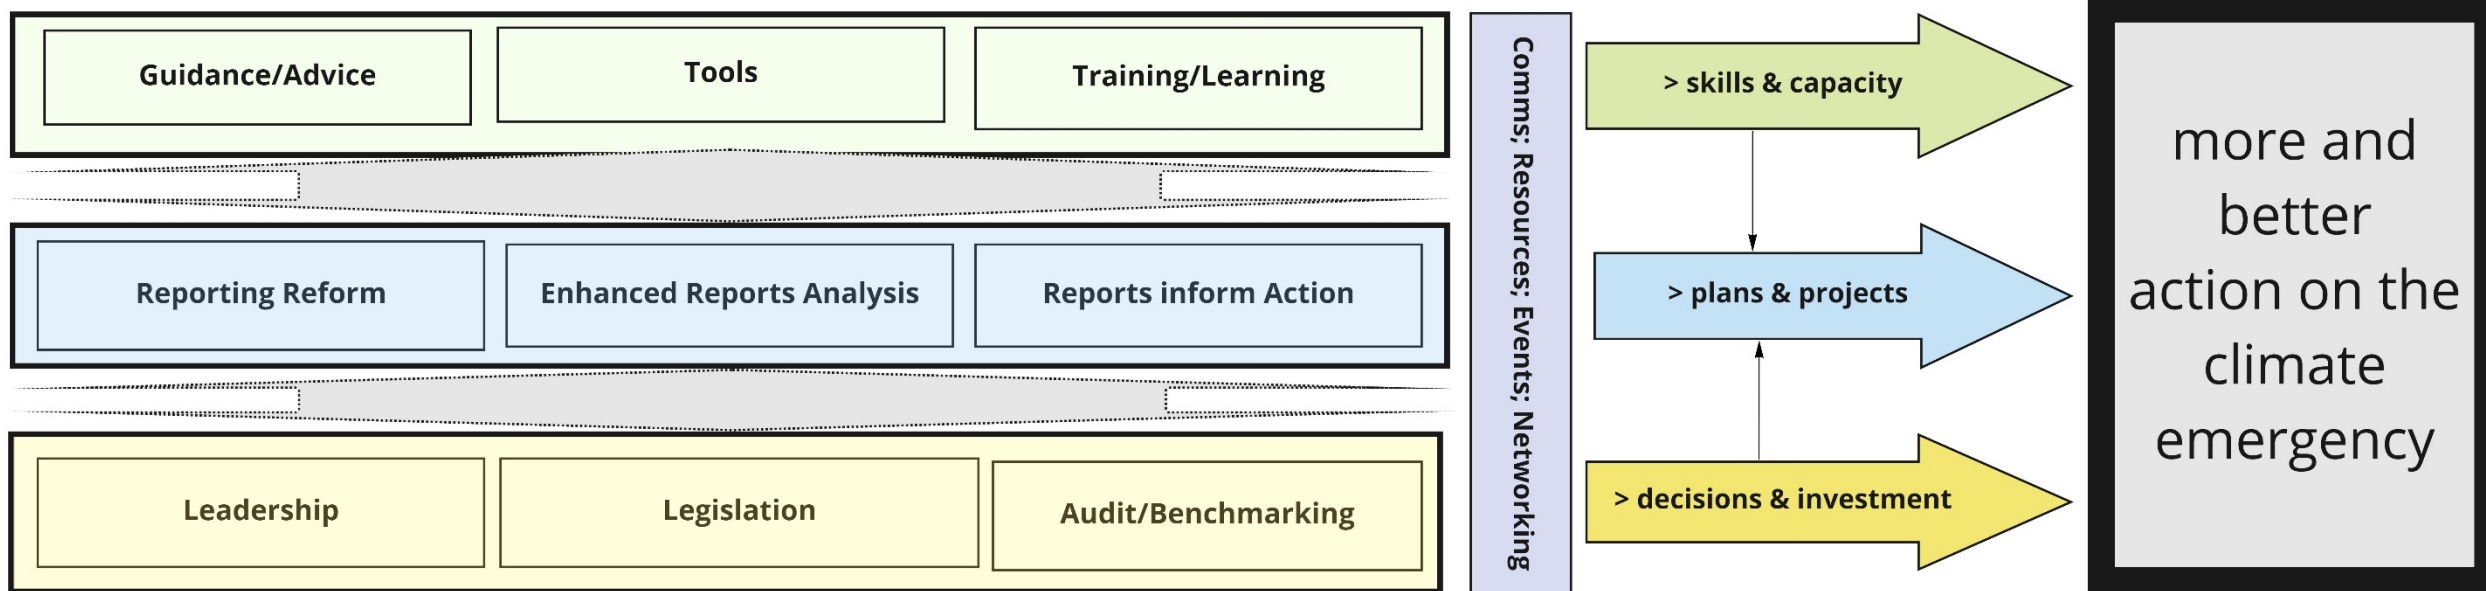 Guidance/Advice
Tools
Training/Learning
Reporting Reform
Enhanced Reports Analysis
Reports inform Action
Leadership
Legislation
Audit/Benchmarking
Comms; Resources; Events; Networking
> skills & capacity
> plans & projects
> decisions & investment
more and
better
action on the
climate
emergency